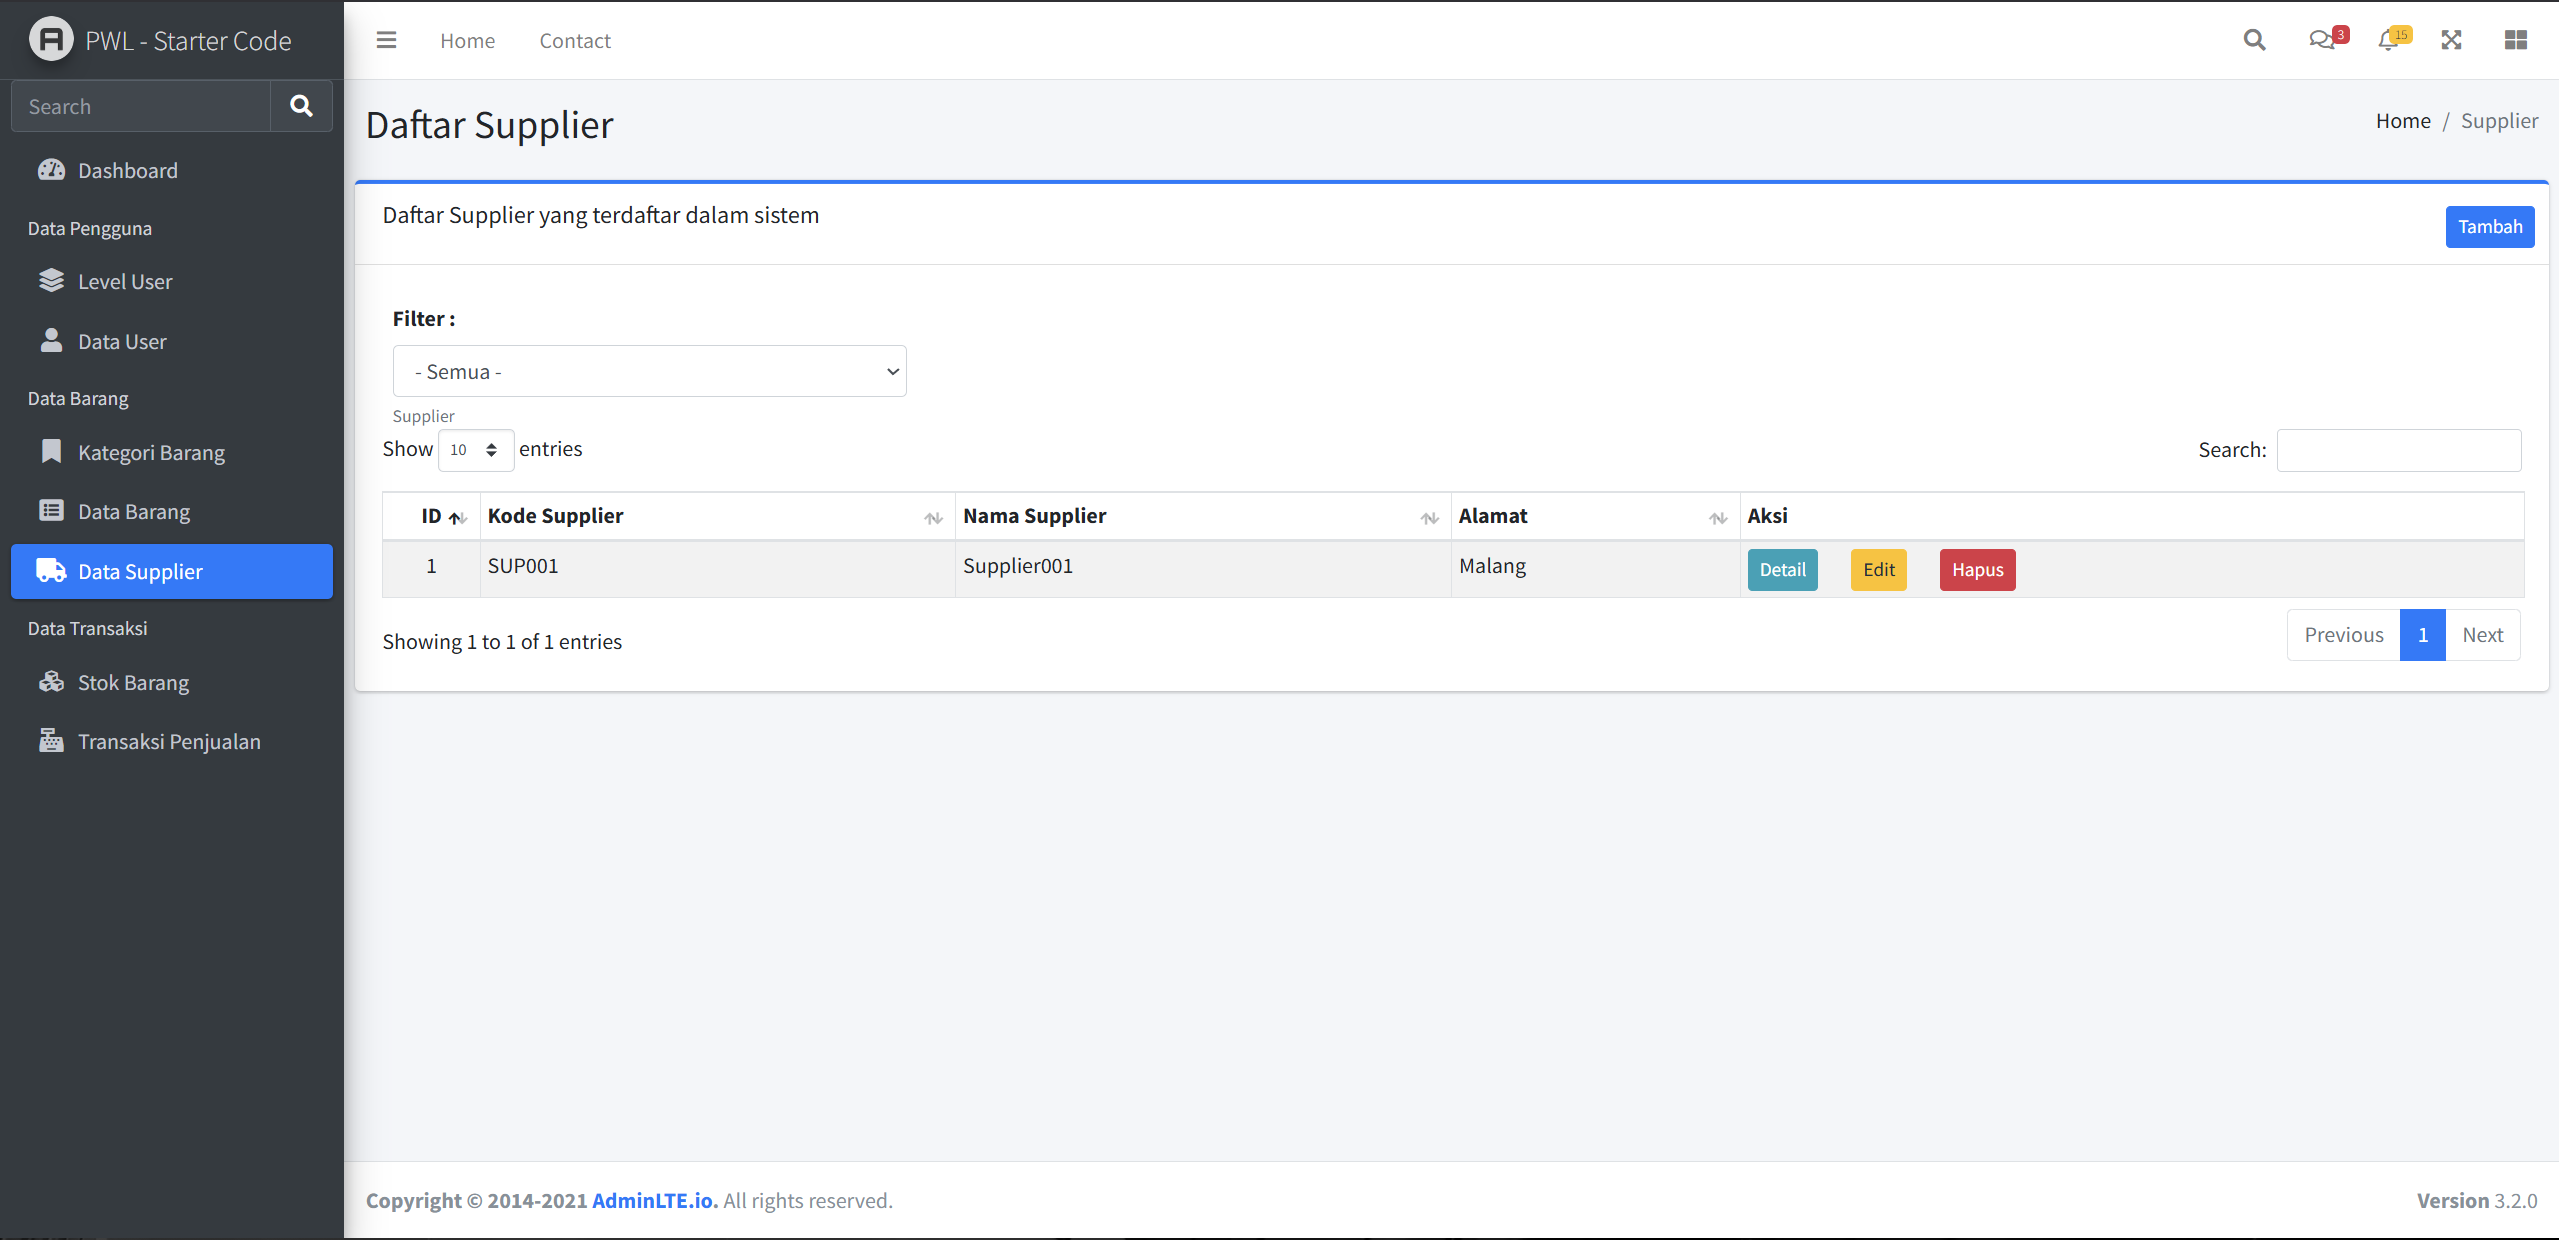 PWL - Starter Code
Search
Dashboard
Data Pengguna
Level User
Data User
Data Barang
Kategori Barang
Data Barang
Data Supplier
Data Transaksi
Stok Barang
Transaksi Penjualan
Home Contact 3 15
Daftar Supplier
Home / Supplier
Daftar Supplier yang terdaftar dalam sistem
Tambah
Filter :
- Semua -
Supplier
Show 10 entries
Search:
ID Kode Supplier Nama Supplier Alamat Aksi
1 SUP001 Supplier001 Malang Detail Edit Hapus
Showing 1 to 1 of 1 entries
Previous 1 Next
Copyright © 2014-2021 AdminLTE.io. All rights reserved.
Version 3.2.0